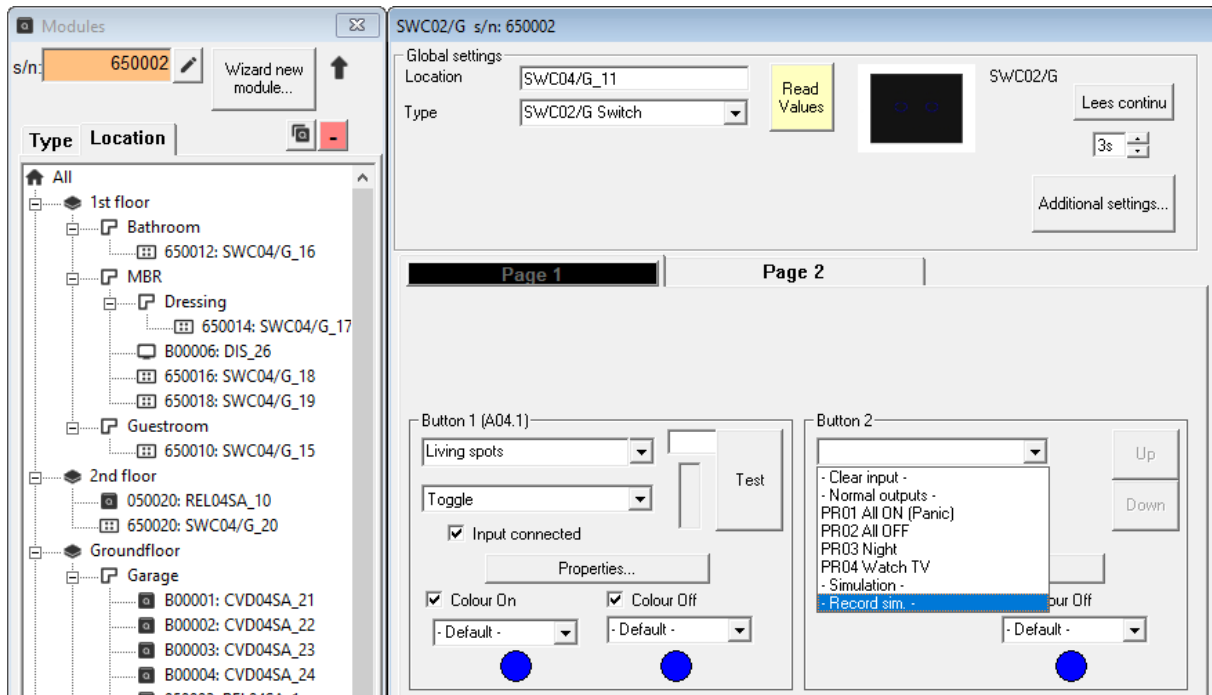 Modules
s/n: 650002
Wizard new
module...
Type Location
-
All
1st floor
Bathroom
650012: SWC04/G_16
MBR
Dressing
650014: SWC04/G_17
B00006: DIS_26
650016: SWC04/G_18
650018: SWC04/G_19
Guestroom
650010: SWC04/G_15
2nd floor
050020: REL04SA_10
650020: SWC04/G_20
Groundfloor
Garage
B00001: CVD04SA_21
B00002: CVD04SA_22
B00003: CVD04SA_23
B00004: CVD04SA_24
SWC02/G s/n: 650002
Global settings
Location SWC04/G_11
Type SWC02/G Switch
Read
Values
SWC02/G
Lees continu
3s
Additional settings...
Page 1 Page 2
Button 1 (A04.1)
Living spots
Toggle
Test
Input connected
Properties...
Colour On Colour Off
- Default - - Default -
Button 2
- Clear input -
- Normal outputs -
PR01 All ON (Panic)
PR02 All OFF
PR03 Night
PR04 Watch TV
- Simulation -
- Record sim. -
Up
Down
our Off
- Default -